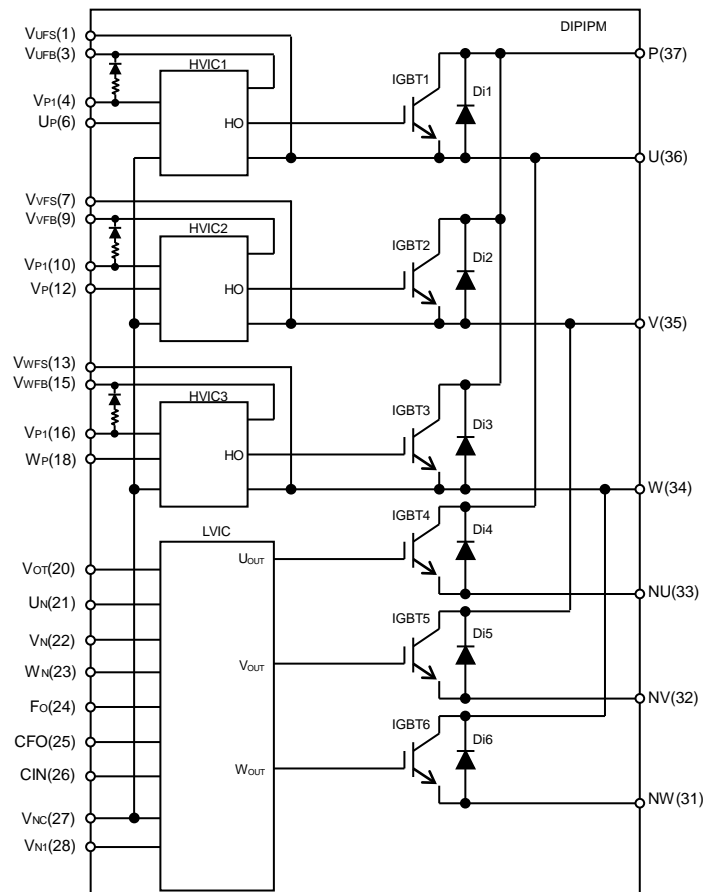 DIPIPM
VUFS(1)
VUFB(3)
HVIC1
IGBT1
Di1
P(37)
VP1(4)
UP(6)
HO
U(36)
VVFS(7)
VVFB(9)
HVIC2
IGBT2
Di2
VP1(10)
VP(12)
HO
V(35)
VWFS(13)
VWFB(15)
HVIC3
IGBT3
Di3
VP1(16)
WP(18)
HO
W(34)
LVIC
IGBT4
Di4
UOUT
VOT(20)
NU(33)
UN(21)
IGBT5
Di5
VN(22)
VOUT
WN(23)
NV(32)
FO(24)
IGBT6
Di6
CFO(25)
WOUT
CIN(26)
NW(31)
VNC(27)
VN1(28)